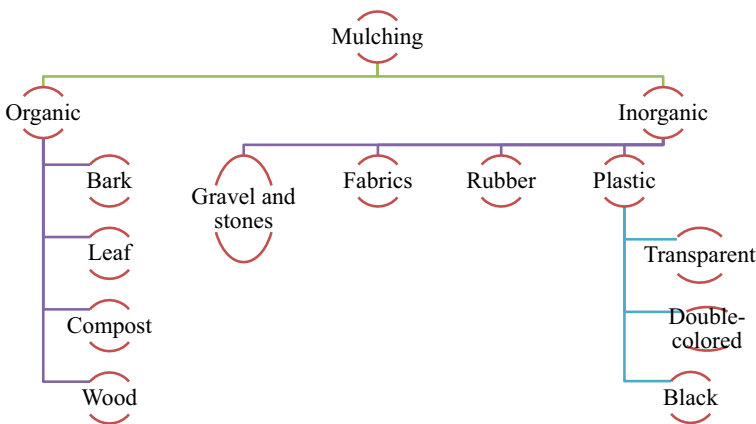 Mulching
Organic
Inorganic
Bark
Leaf
Compost
Wood
Gravel and
stones
Fabrics
Rubber
Plastic
Transparent
Double-
colored
Black